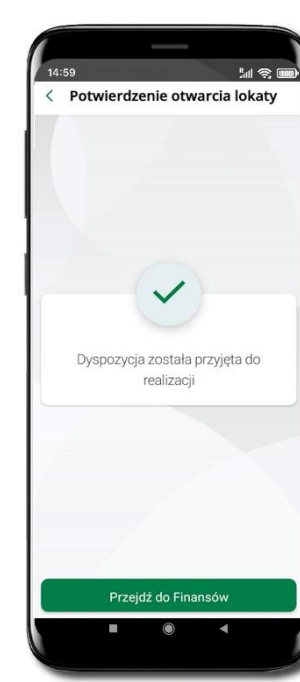 14:59
Potwierdzenie otwarcia lokaty
Dyspozycja została przyjęta do
realizacji
Przejdź do Finansów